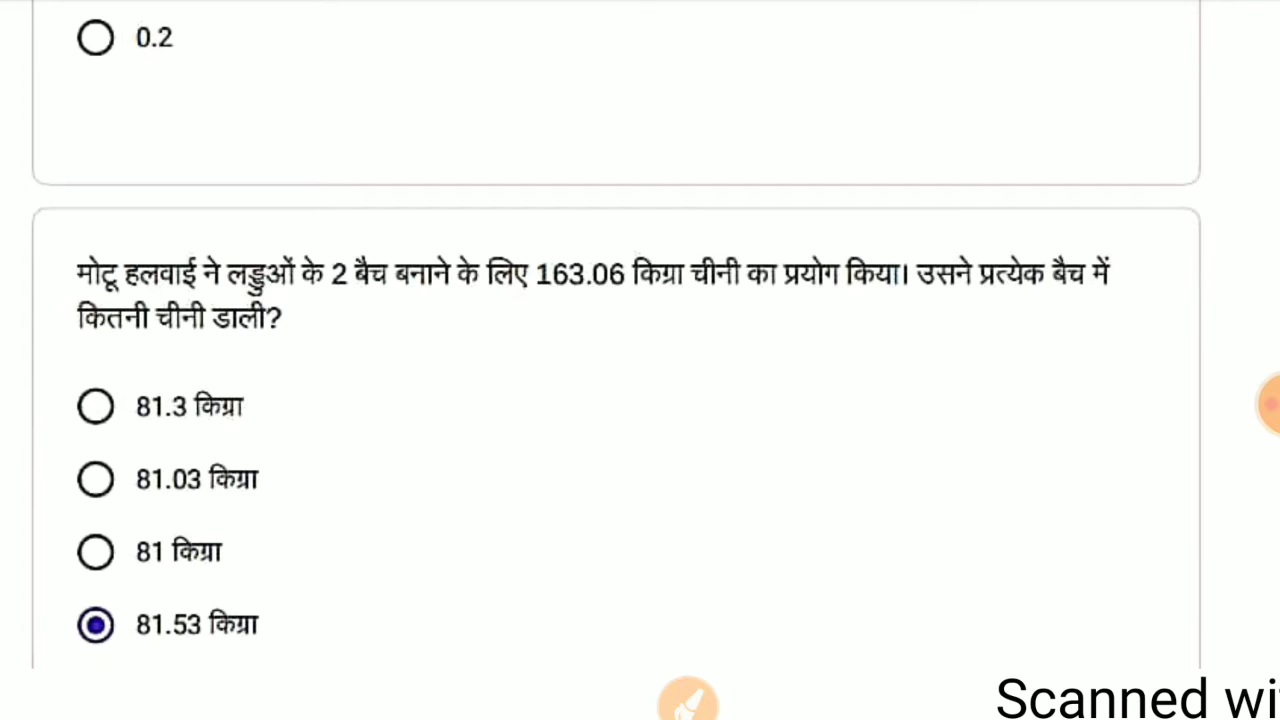 0.2
मोटू हलवाई ने लड्डुओं के 2 बैच बनाने के लिए 163.06 किग्रा चीनी का प्रयोग किया। उसने प्रत्येक बैच में
कितनी चीनी डाली?
81.3 किग्रा
81.03 किग्रा
81 किग्रा
81.53 किग्रा
Scanned wi